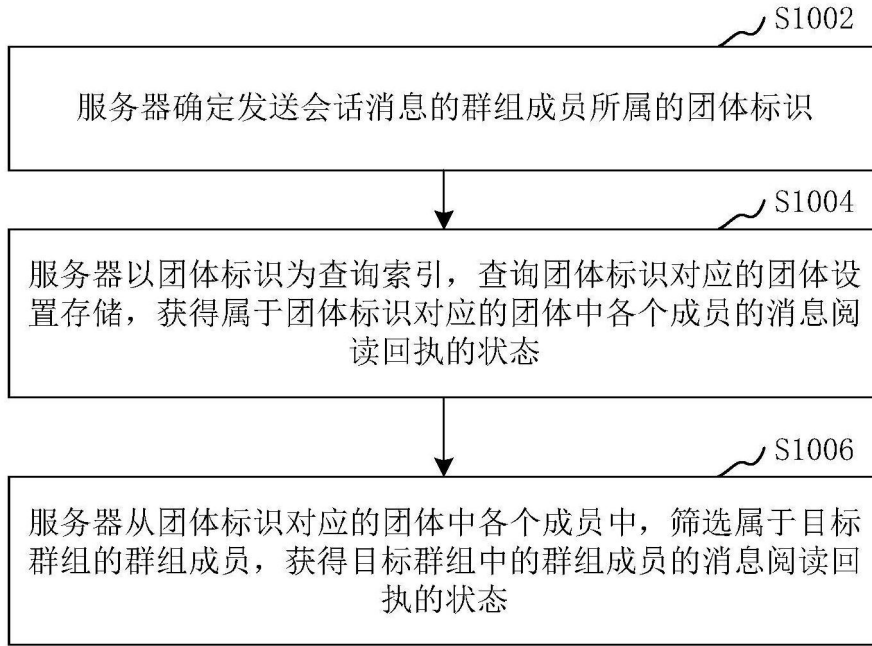 S1002
服务器确定发送会话消息的群组成员所属的团体标识
S1004
服务器以团体标识为查询索引，查询团体标识对应的团体设
置存储，获得属于团体标识对应的团体中各个成员的消息阅
读回执的状态
S1006
服务器从团体标识对应的团体中各个成员中，筛选属于目标
群组的群组成员，获得目标群组中的群组成员的消息阅读回
执的状态